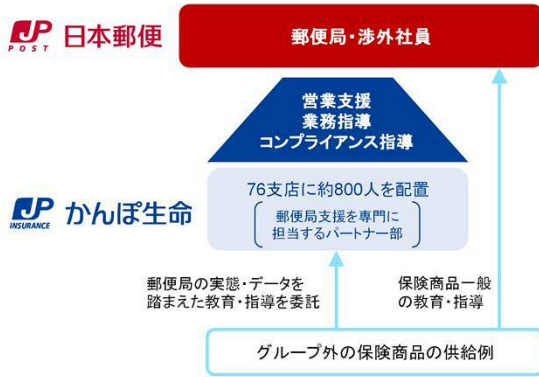 JP
POST
日本郵便
郵便局・渉外社員
営業支援
業務指導
コンプライアンス指導
JP
INSURANCE
かんぽ生命
76支店に約800人を配置
郵便局支援を専門に
担当するパートナー部
郵便局の実態・データを
踏まえた教育・指導を委託
保険商品一般
の教育・指導
グループ外の保険商品の供給例